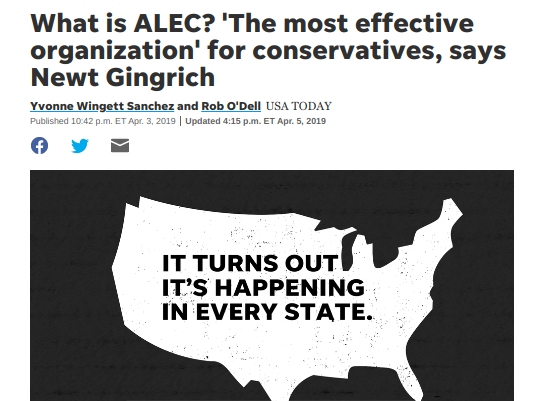 What is ALEC? 'The most effective
organization' for conservatives, says
Newt Gingrich
Yvonne Wingett Sanchez and Rob O'Dell USA TODAY
Published 10:42 p.m. ET Apr. 3, 2019 | Updated 4:15 p.m. ET Apr. 5, 2019
IT TURNS OUT
IT'S HAPPENING
IN EVERY STATE.